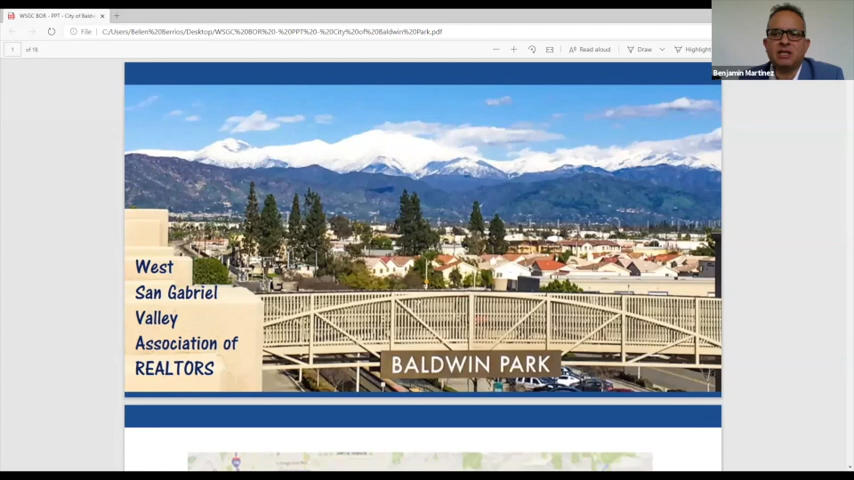 WSGC BOR - PPT - City of Baldw
File
C:/Users/Belen%20Berrios/Desktop/WSGC%20BOR%20-%20PPT%20-%20City%20of%20Baldwin%20Park.pdf
1 of 18
Read aloud
Draw
Highlight
Benjamin Martinez
West
San Gabriel
Valley
Association of
REALTORS
BALDWIN PARK